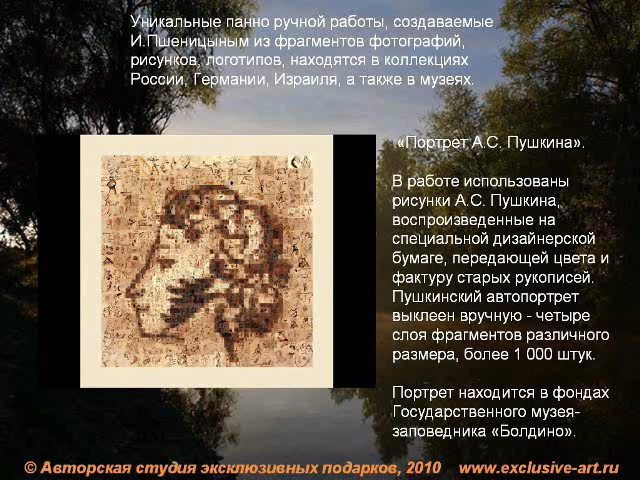 Уникальные панно ручной работы, создаваемые
И.Пшеницыным из фрагментов фотографий,
рисунков, логотипов, находятся в коллекциях
России, Германии, Израиля, а также в музеях.
«Портрет А.С. Пушкина».
В работе использованы
рисунки А.С. Пушкина,
воспроизведенные на
специальной дизайнерской
бумаге, передающей цвета и
фактуру старых рукописей.
Пушкинский автопортрет
выклеен вручную - четыре
слоя фрагментов различного
размера, более 1 000 штук.
Портрет находится в фондах
Государственного музея-
заповедника «Болдино».
© Авторская студия эксклюзивных подарков, 2010 www.exclusive-art.ru